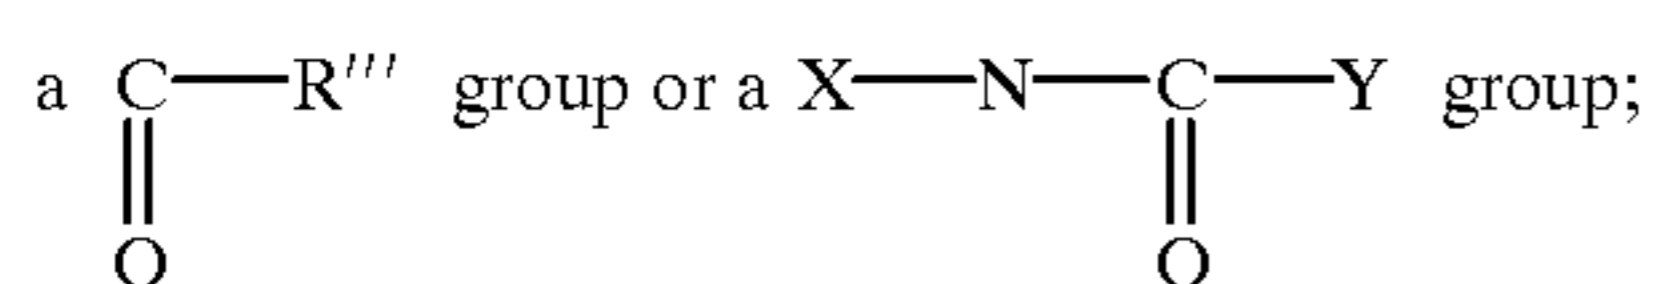 a C—R''' group or a X—N—C—Y group;
O O